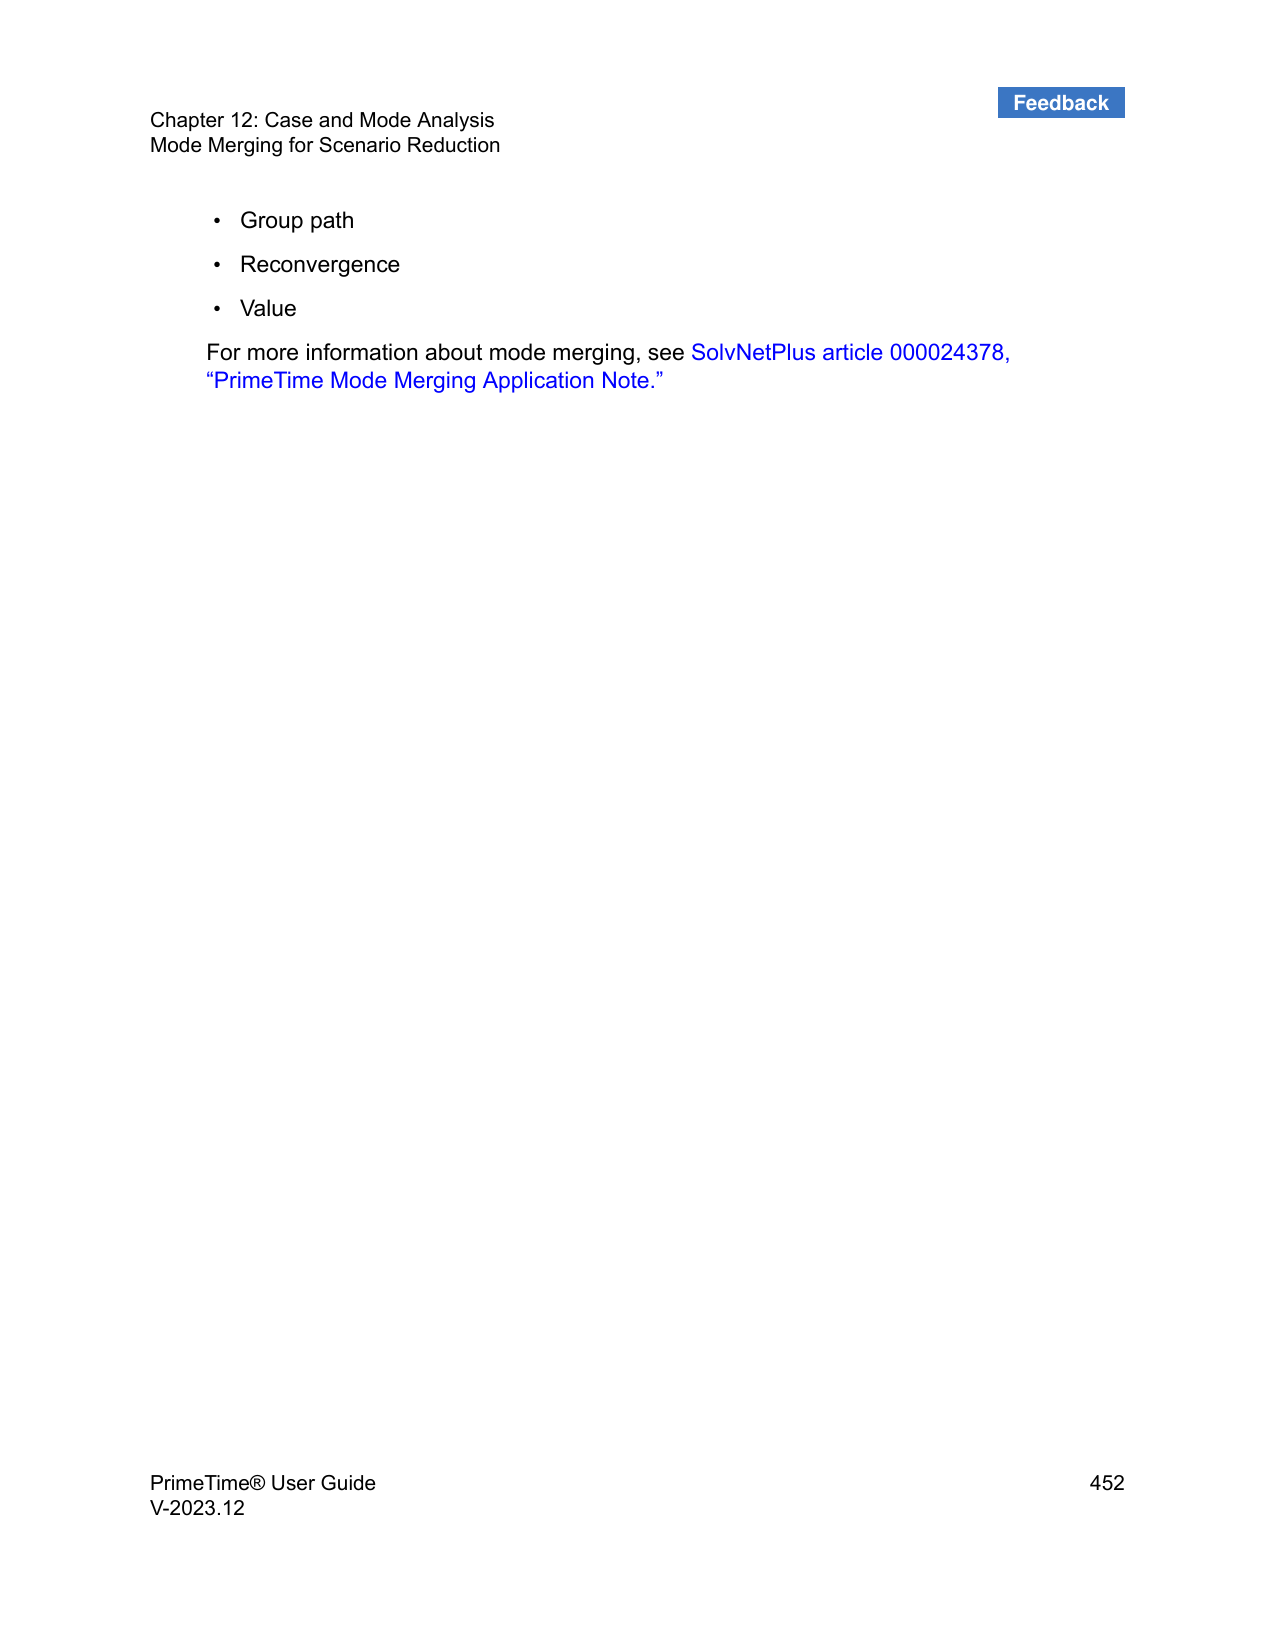 Feedback
Chapter 12: Case and Mode Analysis
Mode Merging for Scenario Reduction
• Group path
• Reconvergence
• Value
For more information about mode merging, see SolvNetPlus article 000024378,
“PrimeTime Mode Merging Application Note.”
PrimeTime® User Guide 452
V-2023.12